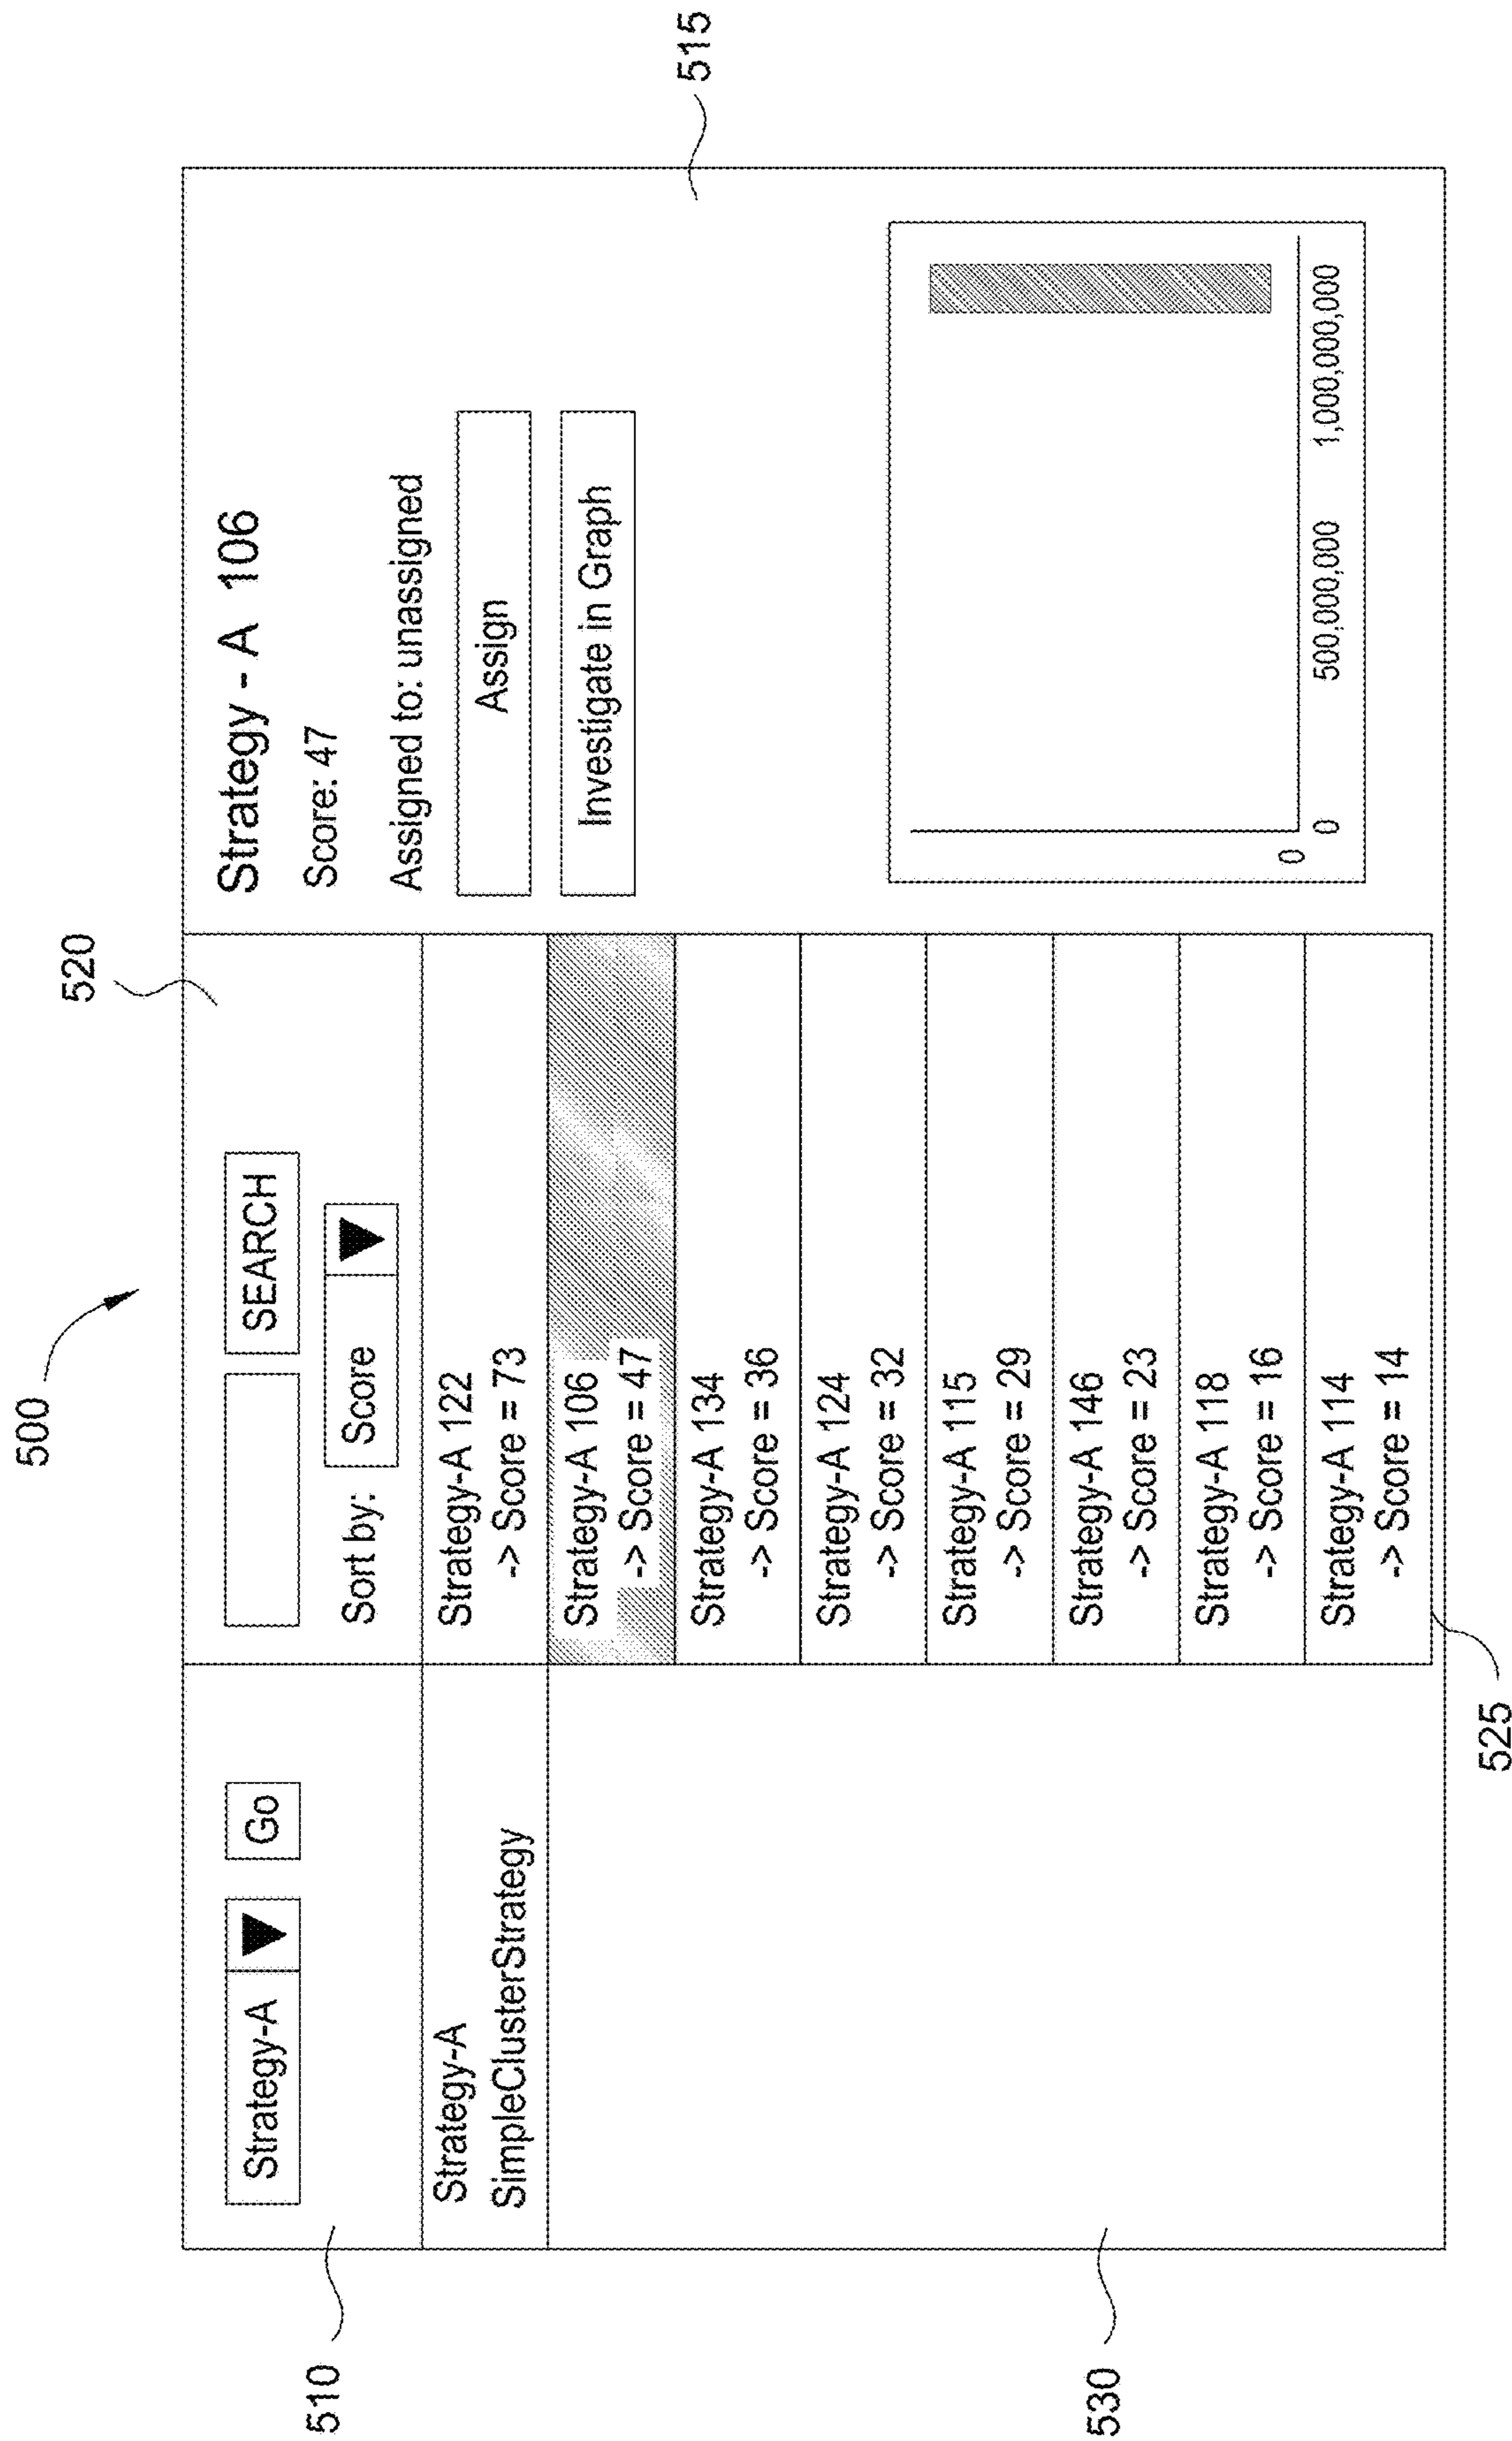 500
510
Strategy-A
Go
Strategy-A
SimpleClusterStrategy
530
520
SEARCH
Sort by: Score
Strategy-A 122
-> Score = 73
Strategy-A 106
-> Score = 47
Strategy-A 134
-> Score = 36
Strategy-A 124
-> Score = 32
Strategy-A 115
-> Score = 29
Strategy-A 146
-> Score = 23
Strategy-A 118
-> Score = 16
Strategy-A 114
-> Score = 14
525
Strategy - A 106
Score: 47
Assigned to: unassigned
Assign
Investigate in Graph
515
0
0 500,000,000 1,000,000,000